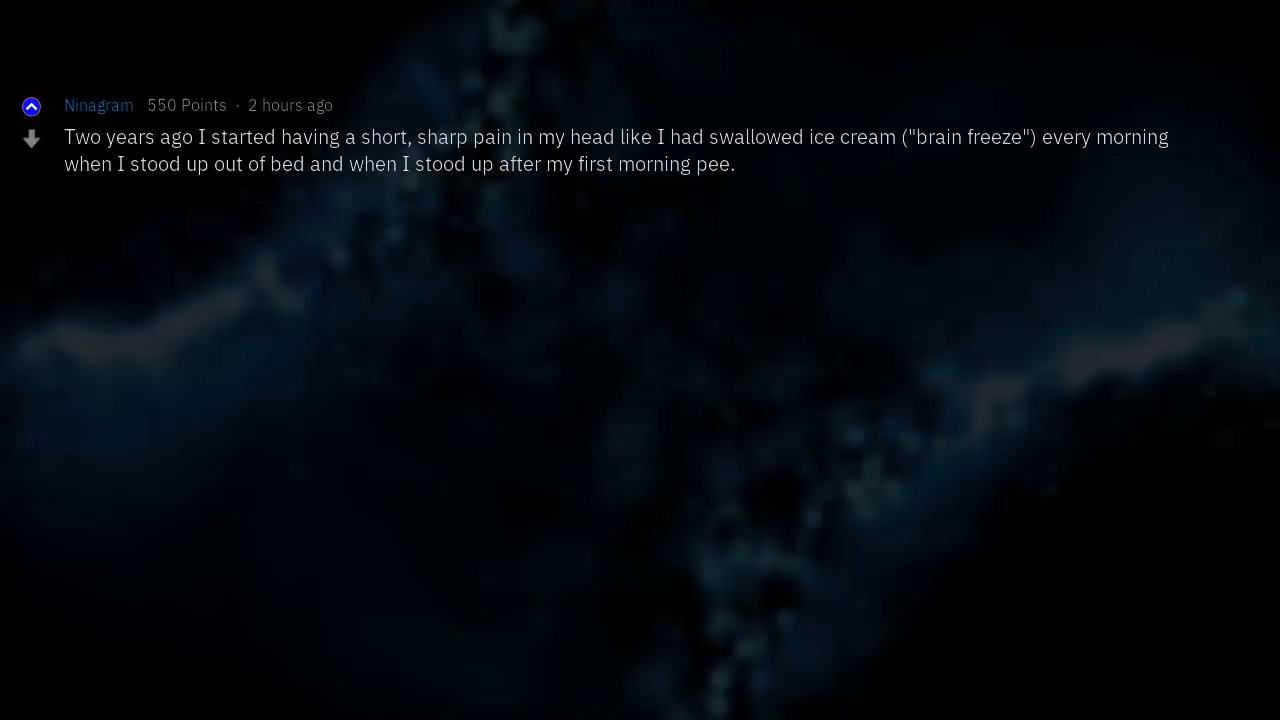 Ninagram 550 Points · 2 hours ago
Two years ago I started having a short, sharp pain in my head like I had swallowed ice cream ("brain freeze") every morning
when I stood up out of bed and when I stood up after my first morning pee.